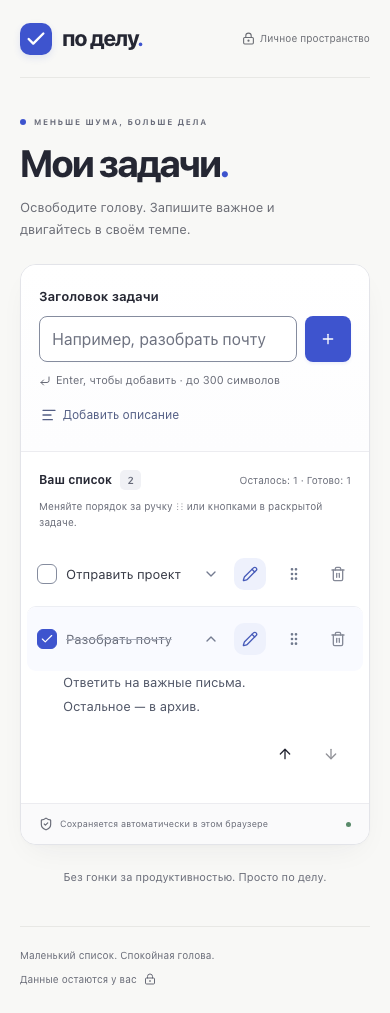 по делу.
Личное пространство
МЕНЬШЕ ШУМА, БОЛЬШЕ ДЕЛА
Мои задачи.
Освободите голову. Запишите важное и
двигайтесь в своём темпе.
Заголовок задачи
Например, разобрать почту
+
Enter, чтобы добавить · до 300 символов
Добавить описание
Ваш список 2
Осталось: 1 · Готово: 1
Меняйте порядок за ручку ⠿ или кнопками в раскрытой
задаче.
Отправить проект
Разобрать почту
Ответить на важные письма.
Остальное — в архив.
Сохраняется автоматически в этом браузере
Без гонки за продуктивностью. Просто по делу.
Маленький список. Спокойная голова.
Данные остаются у вас